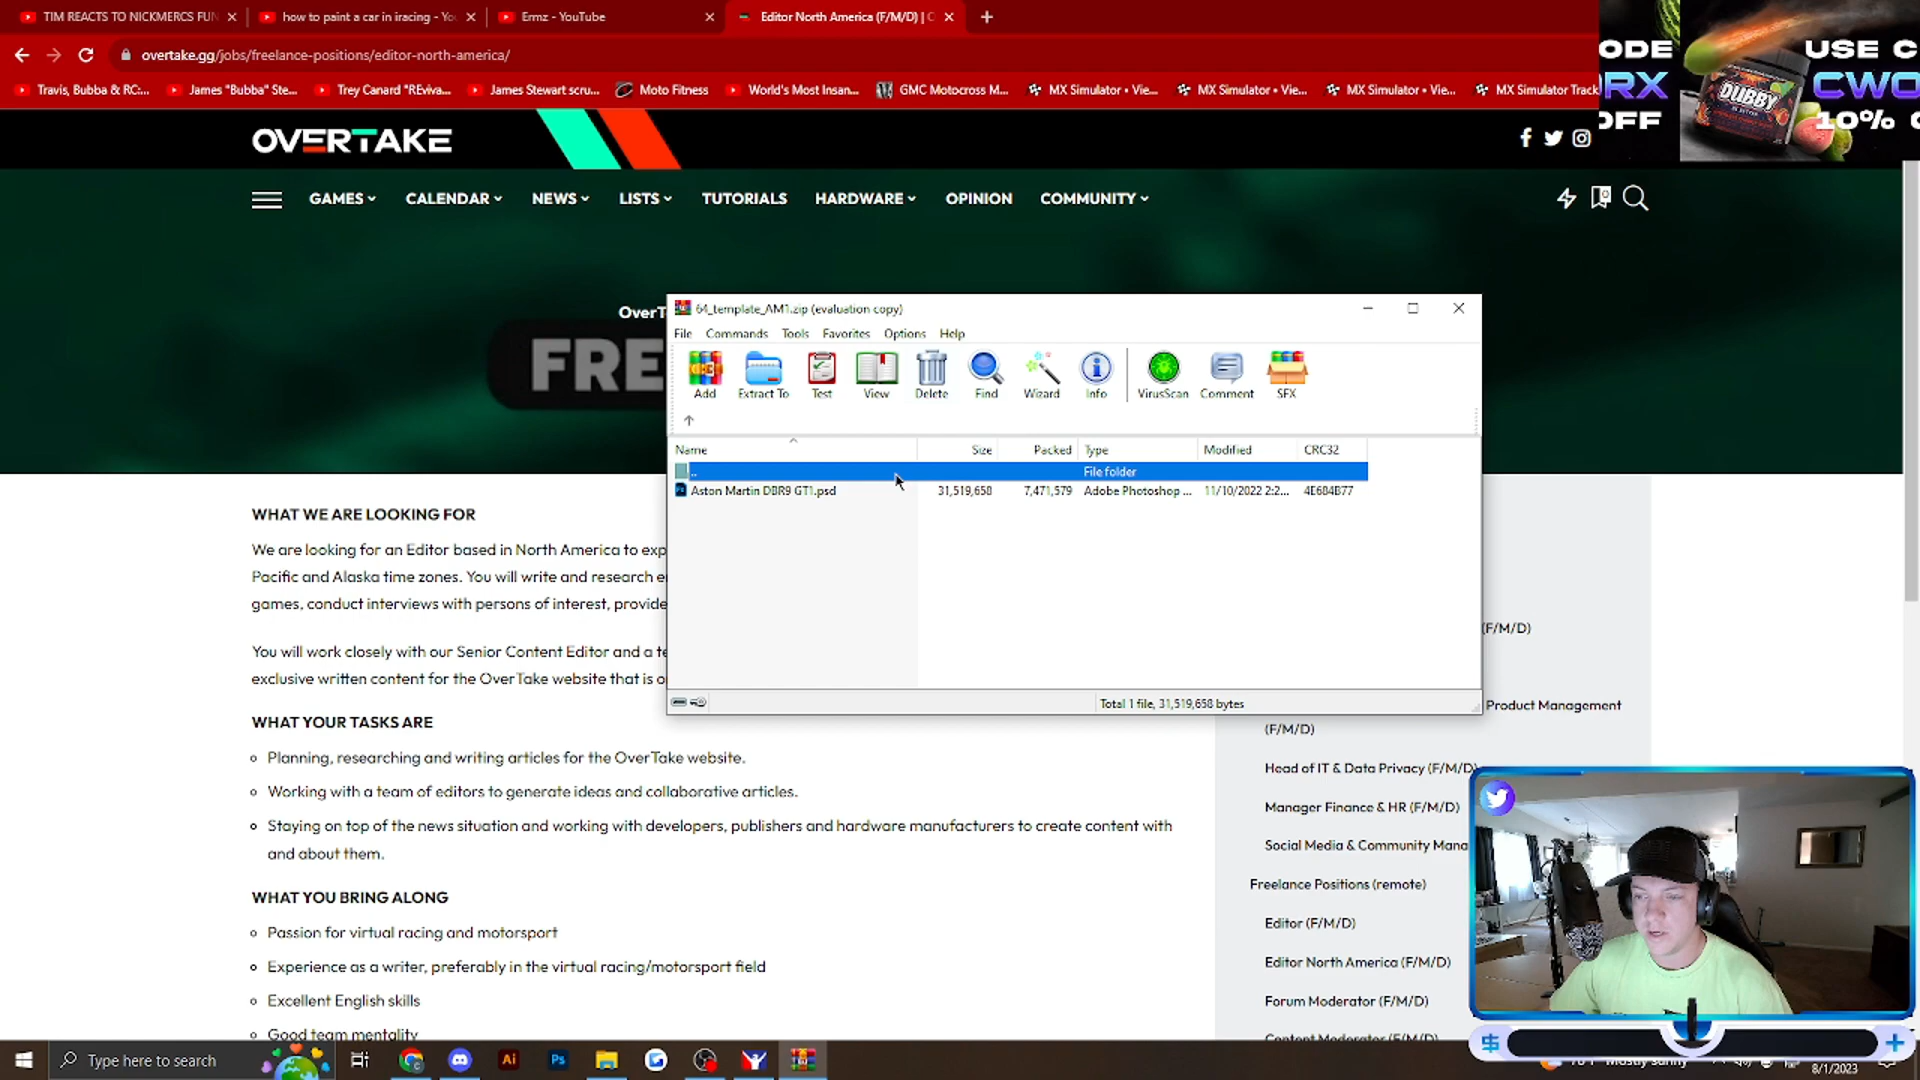 TIM REACTS TO NICKMERCS FUN
how to paint a car in iracing - Yo
Ermz - YouTube
Editor North America (F/M/D) | C
overtake.gg/jobs/freelance-positions/editor-north-america/
Travis, Bubba & RC:...
James "Bubba" Ste...
Trey Canard "REviva...
James Stewart scru...
Moto Fitness
World's Most Insan...
GMC Motocross M...
MX Simulator • Vie...
MX Simulator • Vie...
MX Simulator • Vie...
MX Simulator Track
ODE
RX
OFF
DUBBY
USE C
CWO
10%
OVERTAKE
GAMES
CALENDAR
NEWS
LISTS
TUTORIALS
HARDWARE
OPINION
COMMUNITY
OverT
FRE
64_template_AM1.zip (evaluation copy)
File Commands Tools Favorites Options Help
Add Extract To Test View Delete Find Wizard Info VirusScan Comment SFX
Name Size Packed Type Modified CRC32
.. File folder
Aston Martin DBR9 GT1.psd 31,519,658 7,471,579 Adobe Photoshop ... 11/10/2022 2:2... 4E684B77
Total 1 file, 31,519,658 bytes
WHAT WE ARE LOOKING FOR
We are looking for an Editor based in North America to exp
Pacific and Alaska time zones. You will write and research e
games, conduct interviews with persons of interest, provide
You will work closely with our Senior Content Editor and a te
exclusive written content for the OverTake website that is o
WHAT YOUR TASKS ARE
Planning, researching and writing articles for the OverTake website.
Working with a team of editors to generate ideas and collaborative articles.
Staying on top of the news situation and working with developers, publishers and hardware manufacturers to create content with
and about them.
WHAT YOU BRING ALONG
Passion for virtual racing and motorsport
Experience as a writer, preferably in the virtual racing/motorsport field
Excellent English skills
Good team mentality
(F/M/D)
Product Management
(F/M/D)
Head of IT & Data Privacy (F/M/D)
Manager Finance & HR (F/M/D)
Social Media & Community Mana
Freelance Positions (remote)
Editor (F/M/D)
Editor North America (F/M/D)
Forum Moderator (F/M/D)
Content Moderator (F/M/D)
Type here to search
Ai
Ps
Mostly sunny
8/1/2023